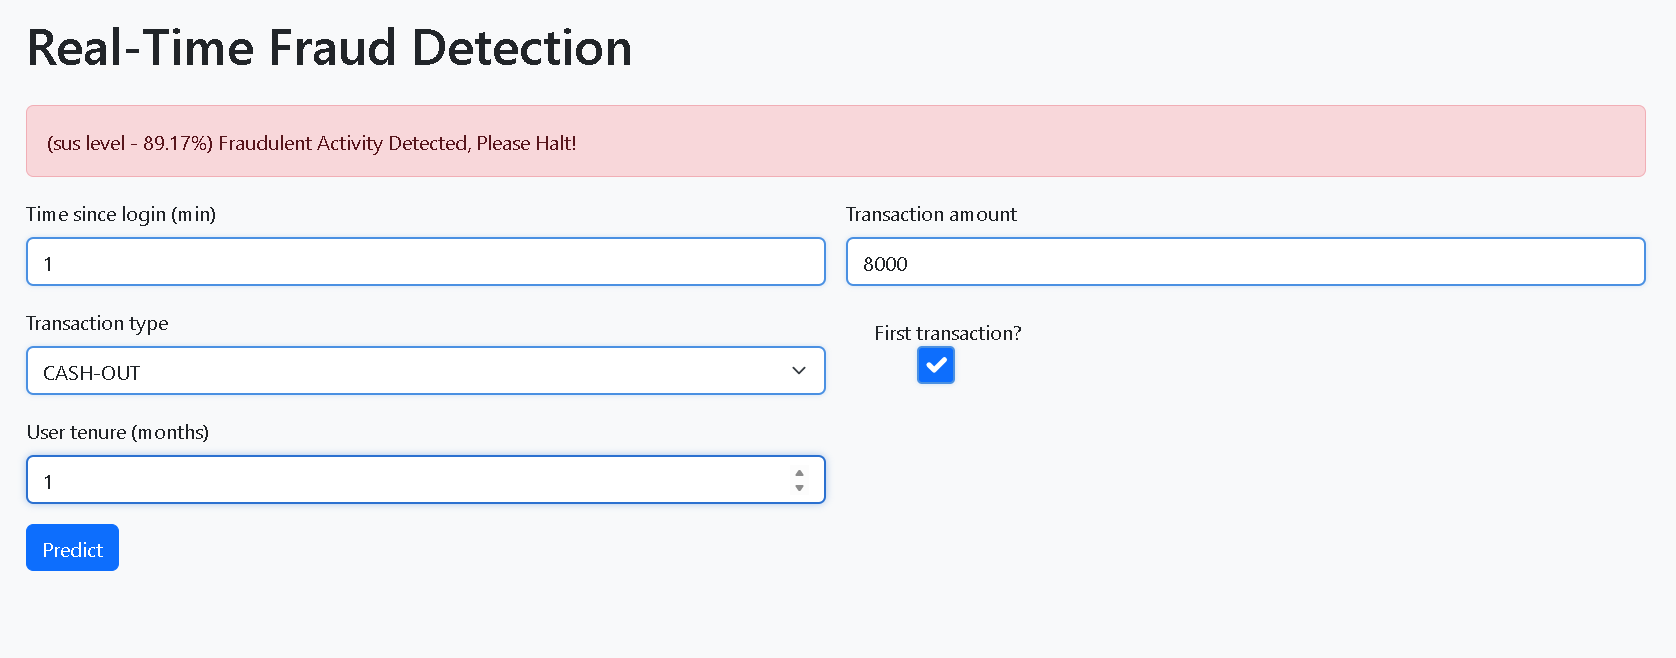 Real-Time Fraud Detection
(sus level - 89.17%) Fraudulent Activity Detected, Please Halt!
Time since login (min)
Transaction amount
1
8000
Transaction type
First transaction?
CASH-OUT
User tenure (months)
1
Predict